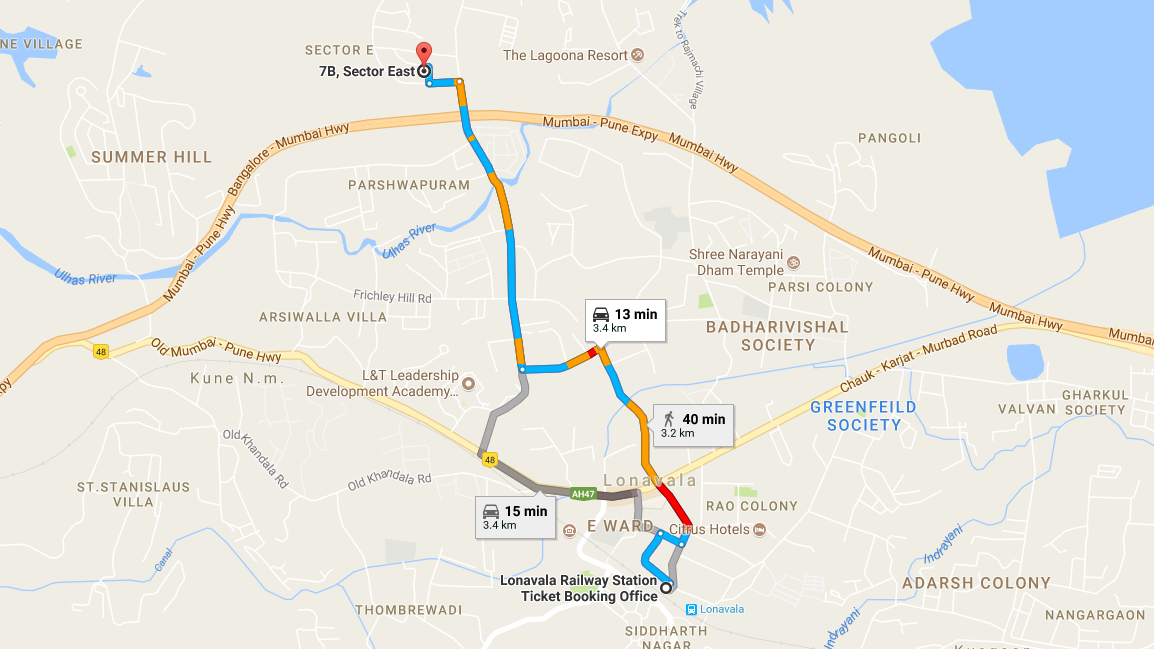 NE VILLAGE
SECTOR E
7B, Sector East
The Lagoona Resort
Trek to Rajmachi Village
SUMMER HILL
Bangalore - Mumbai Hwy
Mumbai - Pune Expy
Mumbai Hwy
PANGOLI
PARSHWAPURAM
Mumbai - Pune Hwy
Ulhas River
Ulhas River
Shree Narayani
Dham Temple
PARSI COLONY
Mumbai - Pune Hwy
Mumbai Hwy
Mumbai
Frichley Hill Rd
ARSIWALLA VILLA
13 min
3.4 km
BADHARIVISHAL
SOCIETY
Chauk - Karjat - Murbad Road
48
Old Mumbai - Pune Hwy
py
Kune N.m.
L&T Leadership
Development Academy...
GREENFEILD
SOCIETY
GHARKUL
VALVAN SOCIETY
40 min
3.2 km
Old Khandala Rd
Old Khandala Rd
48
AH47
Lonavala
ST.STANISLAUS
VILLA
15 min
3.4 km
E WARD
Citrus Hotels
RAO COLONY
Indrayani
Canal
Lonavala Railway Station
Ticket Booking Office
Lonavala
ADARSH COLONY
THOMBREWADI
Indrayani
NANGARGAON
SIDDHARTH
NAGAR